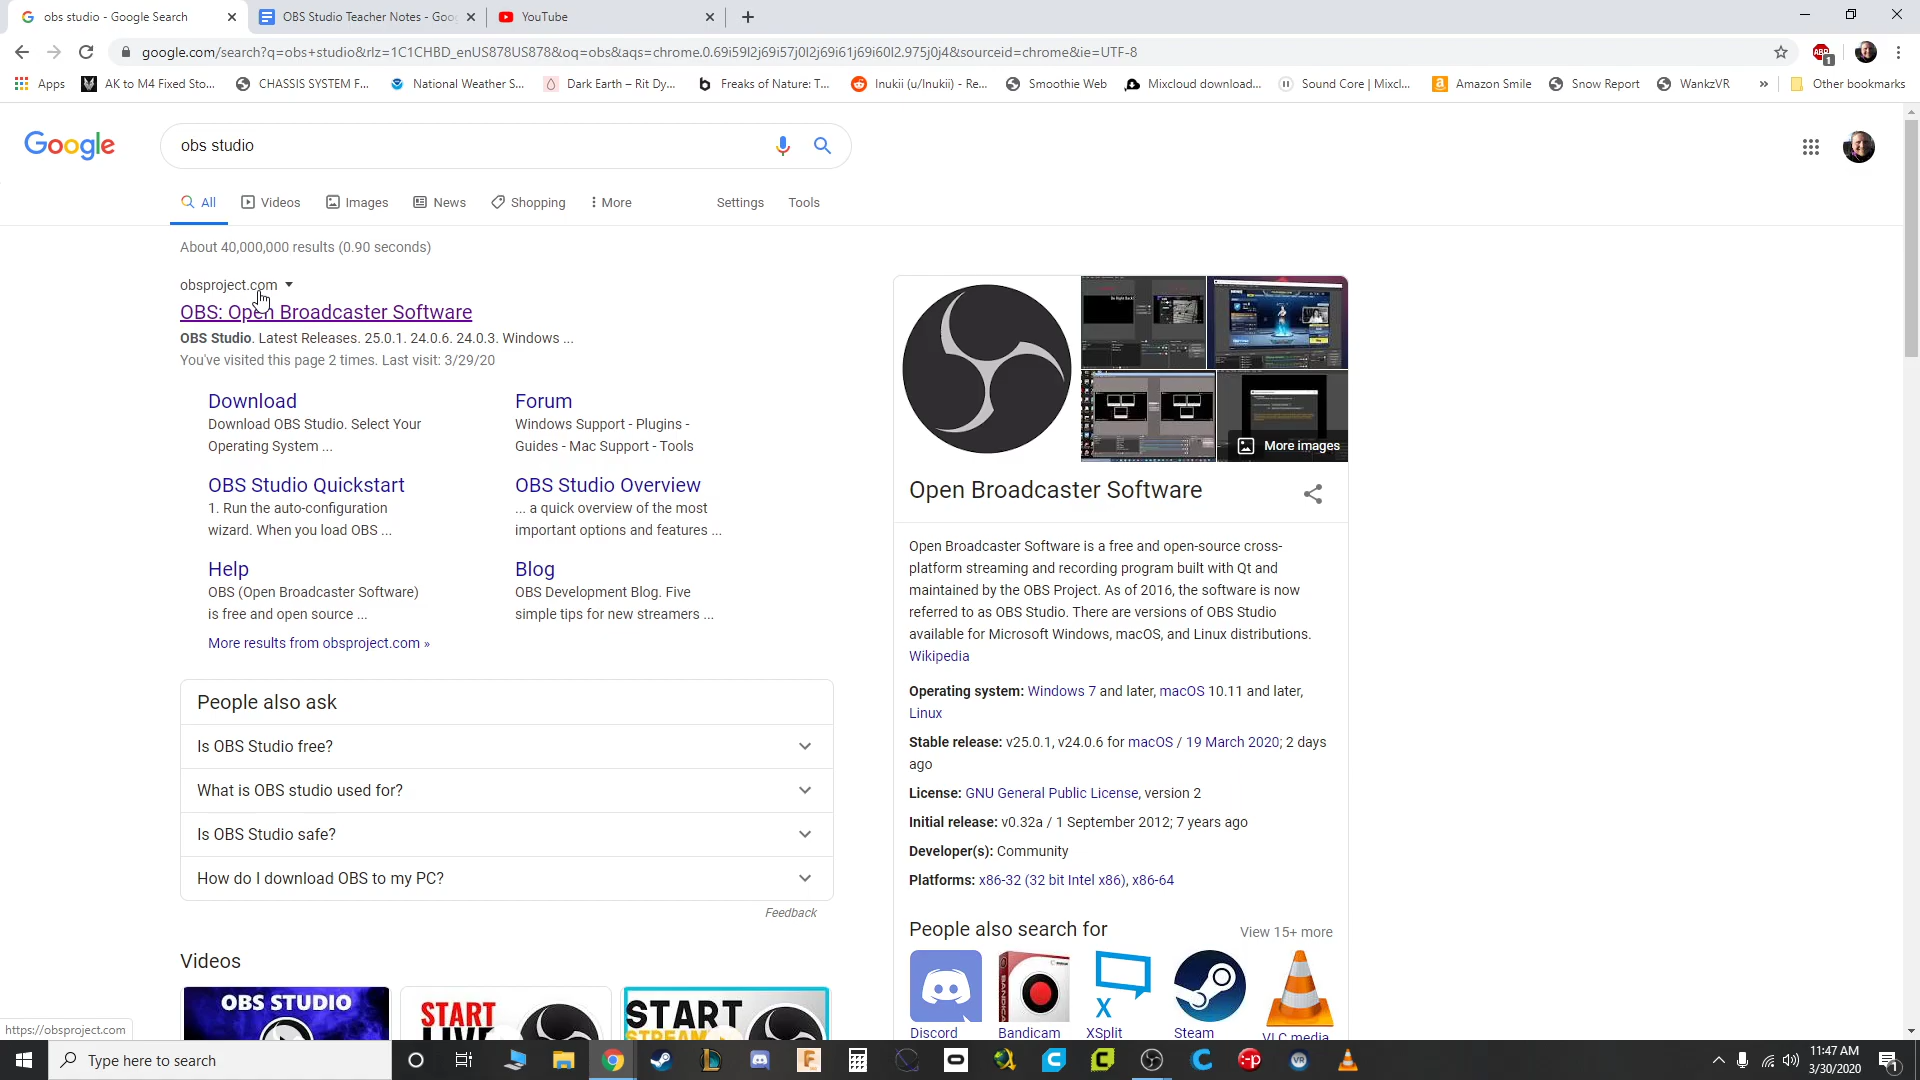 obs studio - Google Search
OBS Studio Teacher Notes - Goo
YouTube
google.com/search?q=obs+studio&rlz=1C1CHBD_enUS878US878&oq=obs&aqs=chrome.0.69i59l2j69i57j0l2j69i61j69i60l2.975j0j4&sourceid=chrome&ie=UTF-8
ABP
1
Apps
AK to M4 Fixed Sto...
CHASSIS SYSTEM F...
National Weather S...
Dark Earth – Rit Dy...
Freaks of Nature: T...
Inukii (u/Inukii) - Re...
Smoothie Web
Mixcloud download...
Sound Core | Mixcl...
Amazon Smile
Snow Report
WankzVR
»
Other bookmarks
Google
obs studio
All
Videos
Images
News
Shopping
More
Settings
Tools
About 40,000,000 results (0.90 seconds)
obsproject.com
OBS: Open Broadcaster Software
OBS Studio. Latest Releases. 25.0.1. 24.0.6. 24.0.3. Windows ...
You've visited this page 2 times. Last visit: 3/29/20
Download
Download OBS Studio. Select Your
Operating System ...
Forum
Windows Support - Plugins -
Guides - Mac Support - Tools
OBS Studio Quickstart
1. Run the auto-configuration
wizard. When you load OBS ...
OBS Studio Overview
... a quick overview of the most
important options and features ...
Help
OBS (Open Broadcaster Software)
is free and open source ...
Blog
OBS Development Blog. Five
simple tips for new streamers ...
More results from obsproject.com »
People also ask
Is OBS Studio free?
What is OBS studio used for?
Is OBS Studio safe?
How do I download OBS to my PC?
Feedback
Videos
OBS STUDIO
START
START
More images
Open Broadcaster Software
Open Broadcaster Software is a free and open-source cross-
platform streaming and recording program built with Qt and
maintained by the OBS Project. As of 2016, the software is now
referred to as OBS Studio. There are versions of OBS Studio
available for Microsoft Windows, macOS, and Linux distributions.
Wikipedia
Operating system: Windows 7 and later, macOS 10.11 and later,
Linux
Stable release: v25.0.1, v24.0.6 for macOS / 19 March 2020; 2 days
ago
License: GNU General Public License, version 2
Initial release: v0.32a / 1 September 2012; 7 years ago
Developer(s): Community
Platforms: x86-32 (32 bit Intel x86), x86-64
People also search for
View 15+ more
Discord
Bandicam
XSplit
Steam
VLC media
https://obsproject.com
Type here to search
11:47 AM
3/30/2020
1